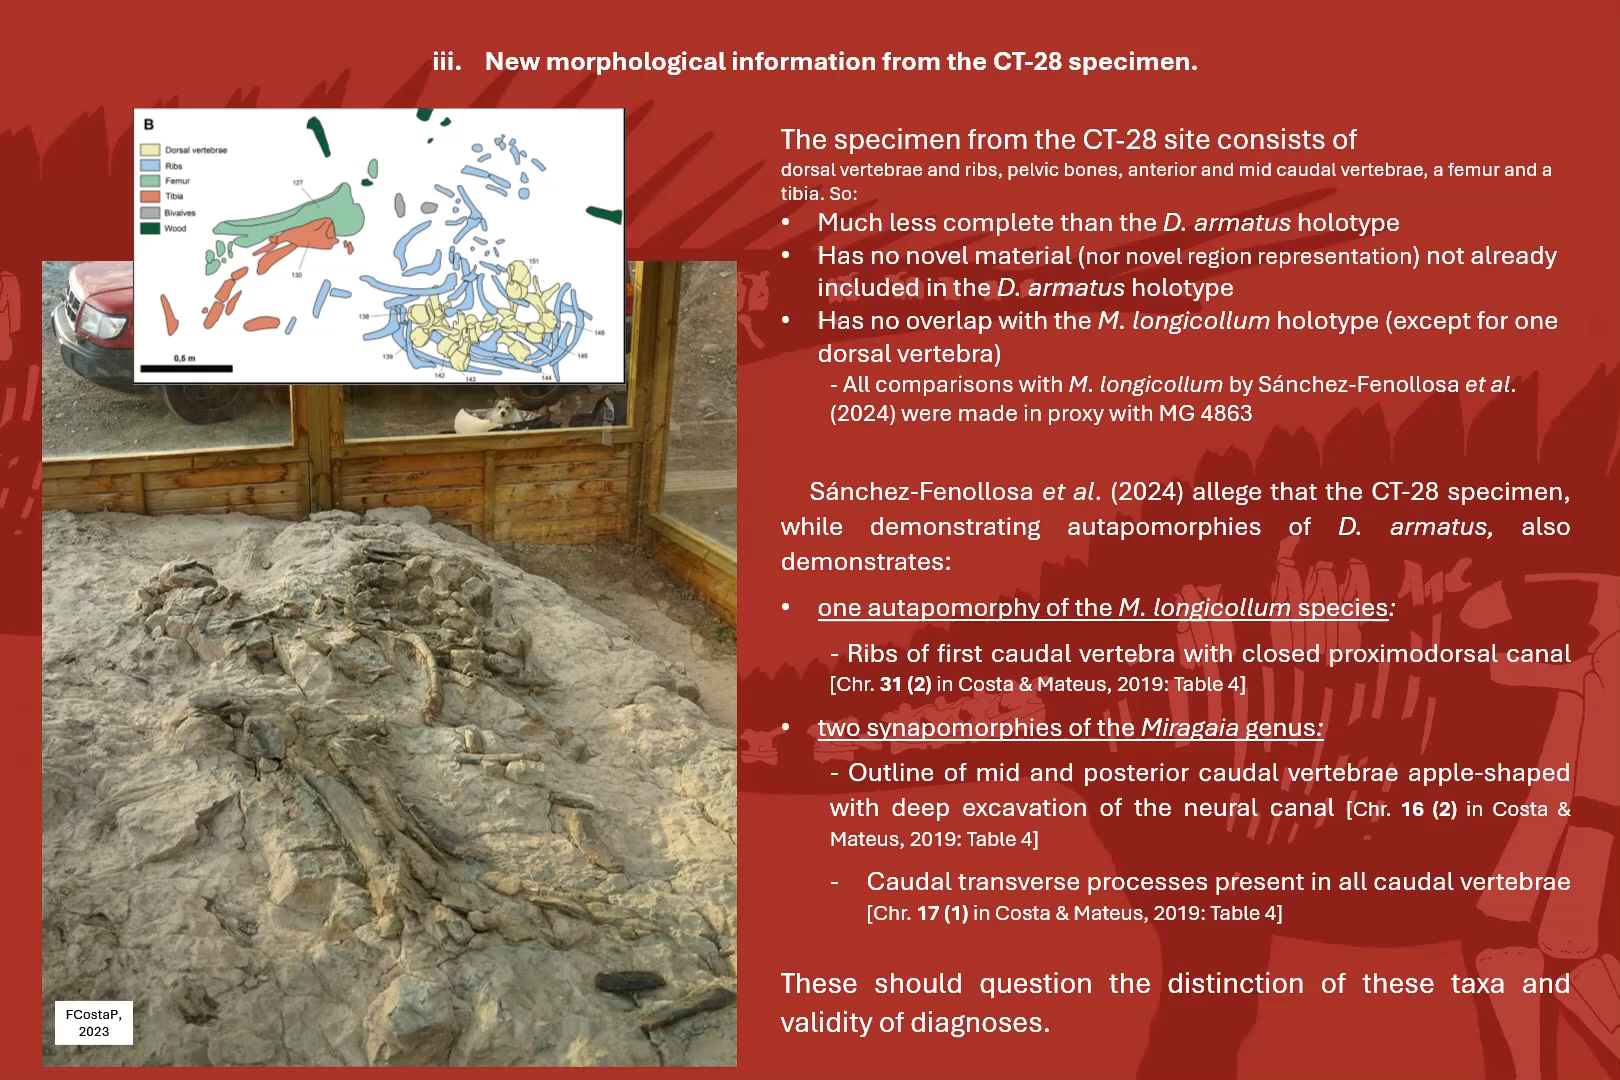 iii. New morphological information from the CT-28 specimen.
B
Dorsal vertebrae
Ribs
Femur
Tibia
Bivalves
Wood
127
130
151
138
139
142
143
144
146
148
0,5 m
FCostaP,
2023
The specimen from the CT-28 site consists of
dorsal vertebrae and ribs, pelvic bones, anterior and mid caudal vertebrae, a femur and a
tibia. So:
• Much less complete than the D. armatus holotype
• Has no novel material (nor novel region representation) not already
included in the D. armatus holotype
• Has no overlap with the M. longicollum holotype (except for one
dorsal vertebra)
- All comparisons with M. longicollum by Sánchez-Fenollosa et al.
(2024) were made in proxy with MG 4863
Sánchez-Fenollosa et al. (2024) allege that the CT-28 specimen,
while demonstrating autapomorphies of D. armatus, also
demonstrates:
• one autapomorphy of the M. longicollum species:
- Ribs of first caudal vertebra with closed proximodorsal canal
[Chr. 31 (2) in Costa & Mateus, 2019: Table 4]
• two synapomorphies of the Miragaia genus:
- Outline of mid and posterior caudal vertebrae apple-shaped
with deep excavation of the neural canal [Chr. 16 (2) in Costa &
Mateus, 2019: Table 4]
- Caudal transverse processes present in all caudal vertebrae
[Chr. 17 (1) in Costa & Mateus, 2019: Table 4]
These should question the distinction of these taxa and
validity of diagnoses.